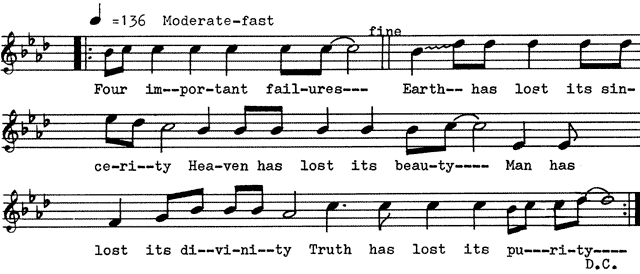 ♩ =136 Moderate-fast
fine
Four im--por-tant fail-ures--- Earth-- has lost its sin-
ce-ri--ty Hea-ven has lost its beau-ty---- Man has
lost its di--vi-ni--ty Truth has lost its pu---ri-ty----
D.C.